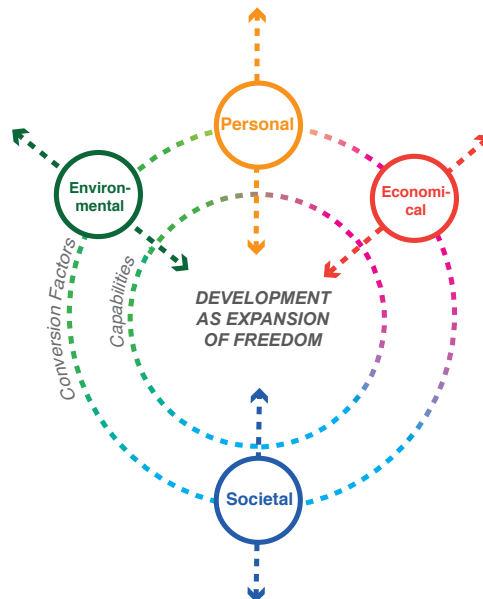 Personal
Environ-
mental
Economi-
cal
Conversion Factors
Capabilities
DEVELOPMENT
AS EXPANSION
OF FREEDOM
Societal